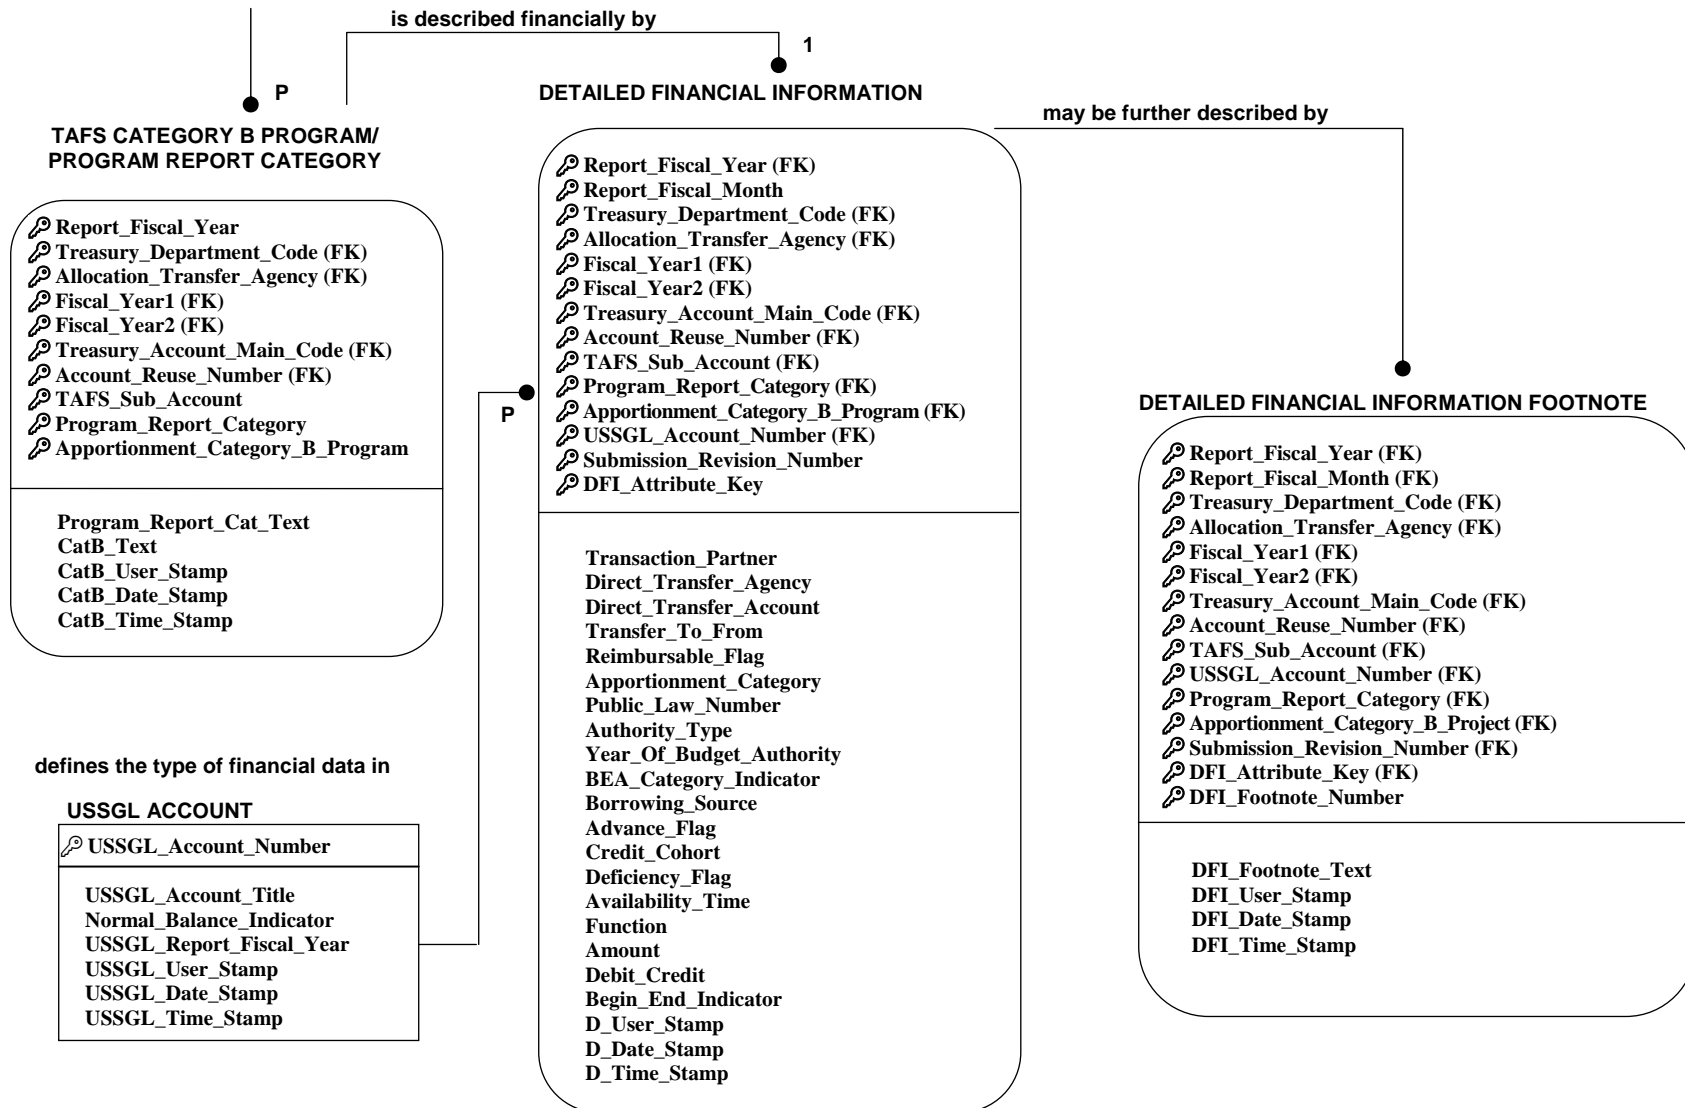 is described financially by
1
P
TAFS CATEGORY B PROGRAM/
PROGRAM REPORT CATEGORY
Report_Fiscal_Year
Treasury_Department_Code (FK)
Allocation_Transfer_Agency (FK)
Fiscal_Year1 (FK)
Fiscal_Year2 (FK)
Treasury_Account_Main_Code (FK)
Account_Reuse_Number (FK)
TAFS_Sub_Account
Program_Report_Category
Apportionment_Category_B_Program
Program_Report_Cat_Text
CatB_Text
CatB_User_Stamp
CatB_Date_Stamp
CatB_Time_Stamp
defines the type of financial data in
USSGL ACCOUNT
USSGL_Account_Number
USSGL_Account_Title
Normal_Balance_Indicator
USSGL_Report_Fiscal_Year
USSGL_User_Stamp
USSGL_Date_Stamp
USSGL_Time_Stamp
P
DETAILED FINANCIAL INFORMATION
Report_Fiscal_Year (FK)
Report_Fiscal_Month
Treasury_Department_Code (FK)
Allocation_Transfer_Agency (FK)
Fiscal_Year1 (FK)
Fiscal_Year2 (FK)
Treasury_Account_Main_Code (FK)
Account_Reuse_Number (FK)
TAFS_Sub_Account (FK)
Program_Report_Category (FK)
Apportionment_Category_B_Program (FK)
USSGL_Account_Number (FK)
Submission_Revision_Number
DFI_Attribute_Key
Transaction_Partner
Direct_Transfer_Agency
Direct_Transfer_Account
Transfer_To_From
Reimbursable_Flag
Apportionment_Category
Public_Law_Number
Authority_Type
Year_Of_Budget_Authority
BEA_Category_Indicator
Borrowing_Source
Advance_Flag
Credit_Cohort
Deficiency_Flag
Availability_Time
Function
Amount
Debit_Credit
Begin_End_Indicator
D_User_Stamp
D_Date_Stamp
D_Time_Stamp
may be further described by
DETAILED FINANCIAL INFORMATION FOOTNOTE
Report_Fiscal_Year (FK)
Report_Fiscal_Month (FK)
Treasury_Department_Code (FK)
Allocation_Transfer_Agency (FK)
Fiscal_Year1 (FK)
Fiscal_Year2 (FK)
Treasury_Account_Main_Code (FK)
Account_Reuse_Number (FK)
TAFS_Sub_Account (FK)
USSGL_Account_Number (FK)
Program_Report_Category (FK)
Apportionment_Category_B_Project (FK)
Submission_Revision_Number (FK)
DFI_Attribute_Key (FK)
DFI_Footnote_Number
DFI_Footnote_Text
DFI_User_Stamp
DFI_Date_Stamp
DFI_Time_Stamp